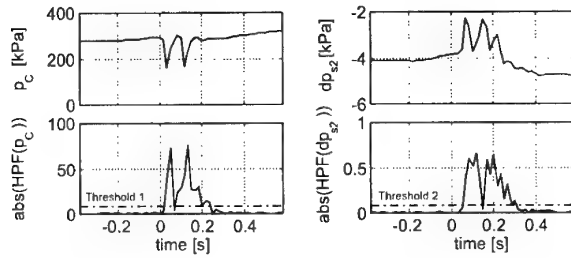 400
200
0
p_c [kPa]
-2
-4
-6
dp_s2 [kPa]
100
50
0
abs(HPF(p_c))
Threshold 1
-0.2 0 0.2 0.4
time [s]
1
0.5
0
abs(HPF(dp_s2))
Threshold 2
-0.2 0 0.2 0.4
time [s]